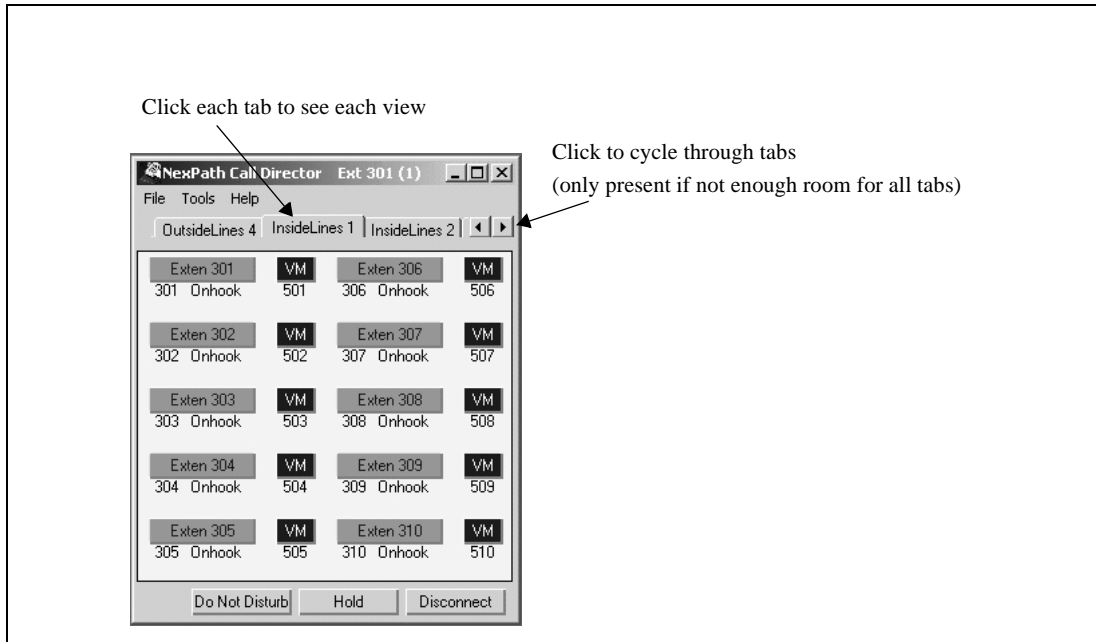 Click each tab to see each view
Click to cycle through tabs
(only present if not enough room for all tabs)
NexPath Call Director Ext 301 (1)
File Tools Help
OutsideLines 4 InsideLines 1 InsideLines 2
Exten 301 VM Exten 306 VM
301 Onhook 501 306 Onhook 506
Exten 302 VM Exten 307 VM
302 Onhook 502 307 Onhook 507
Exten 303 VM Exten 308 VM
303 Onhook 503 308 Onhook 508
Exten 304 VM Exten 309 VM
304 Onhook 504 309 Onhook 509
Exten 305 VM Exten 310 VM
305 Onhook 505 310 Onhook 510
Do Not Disturb Hold Disconnect